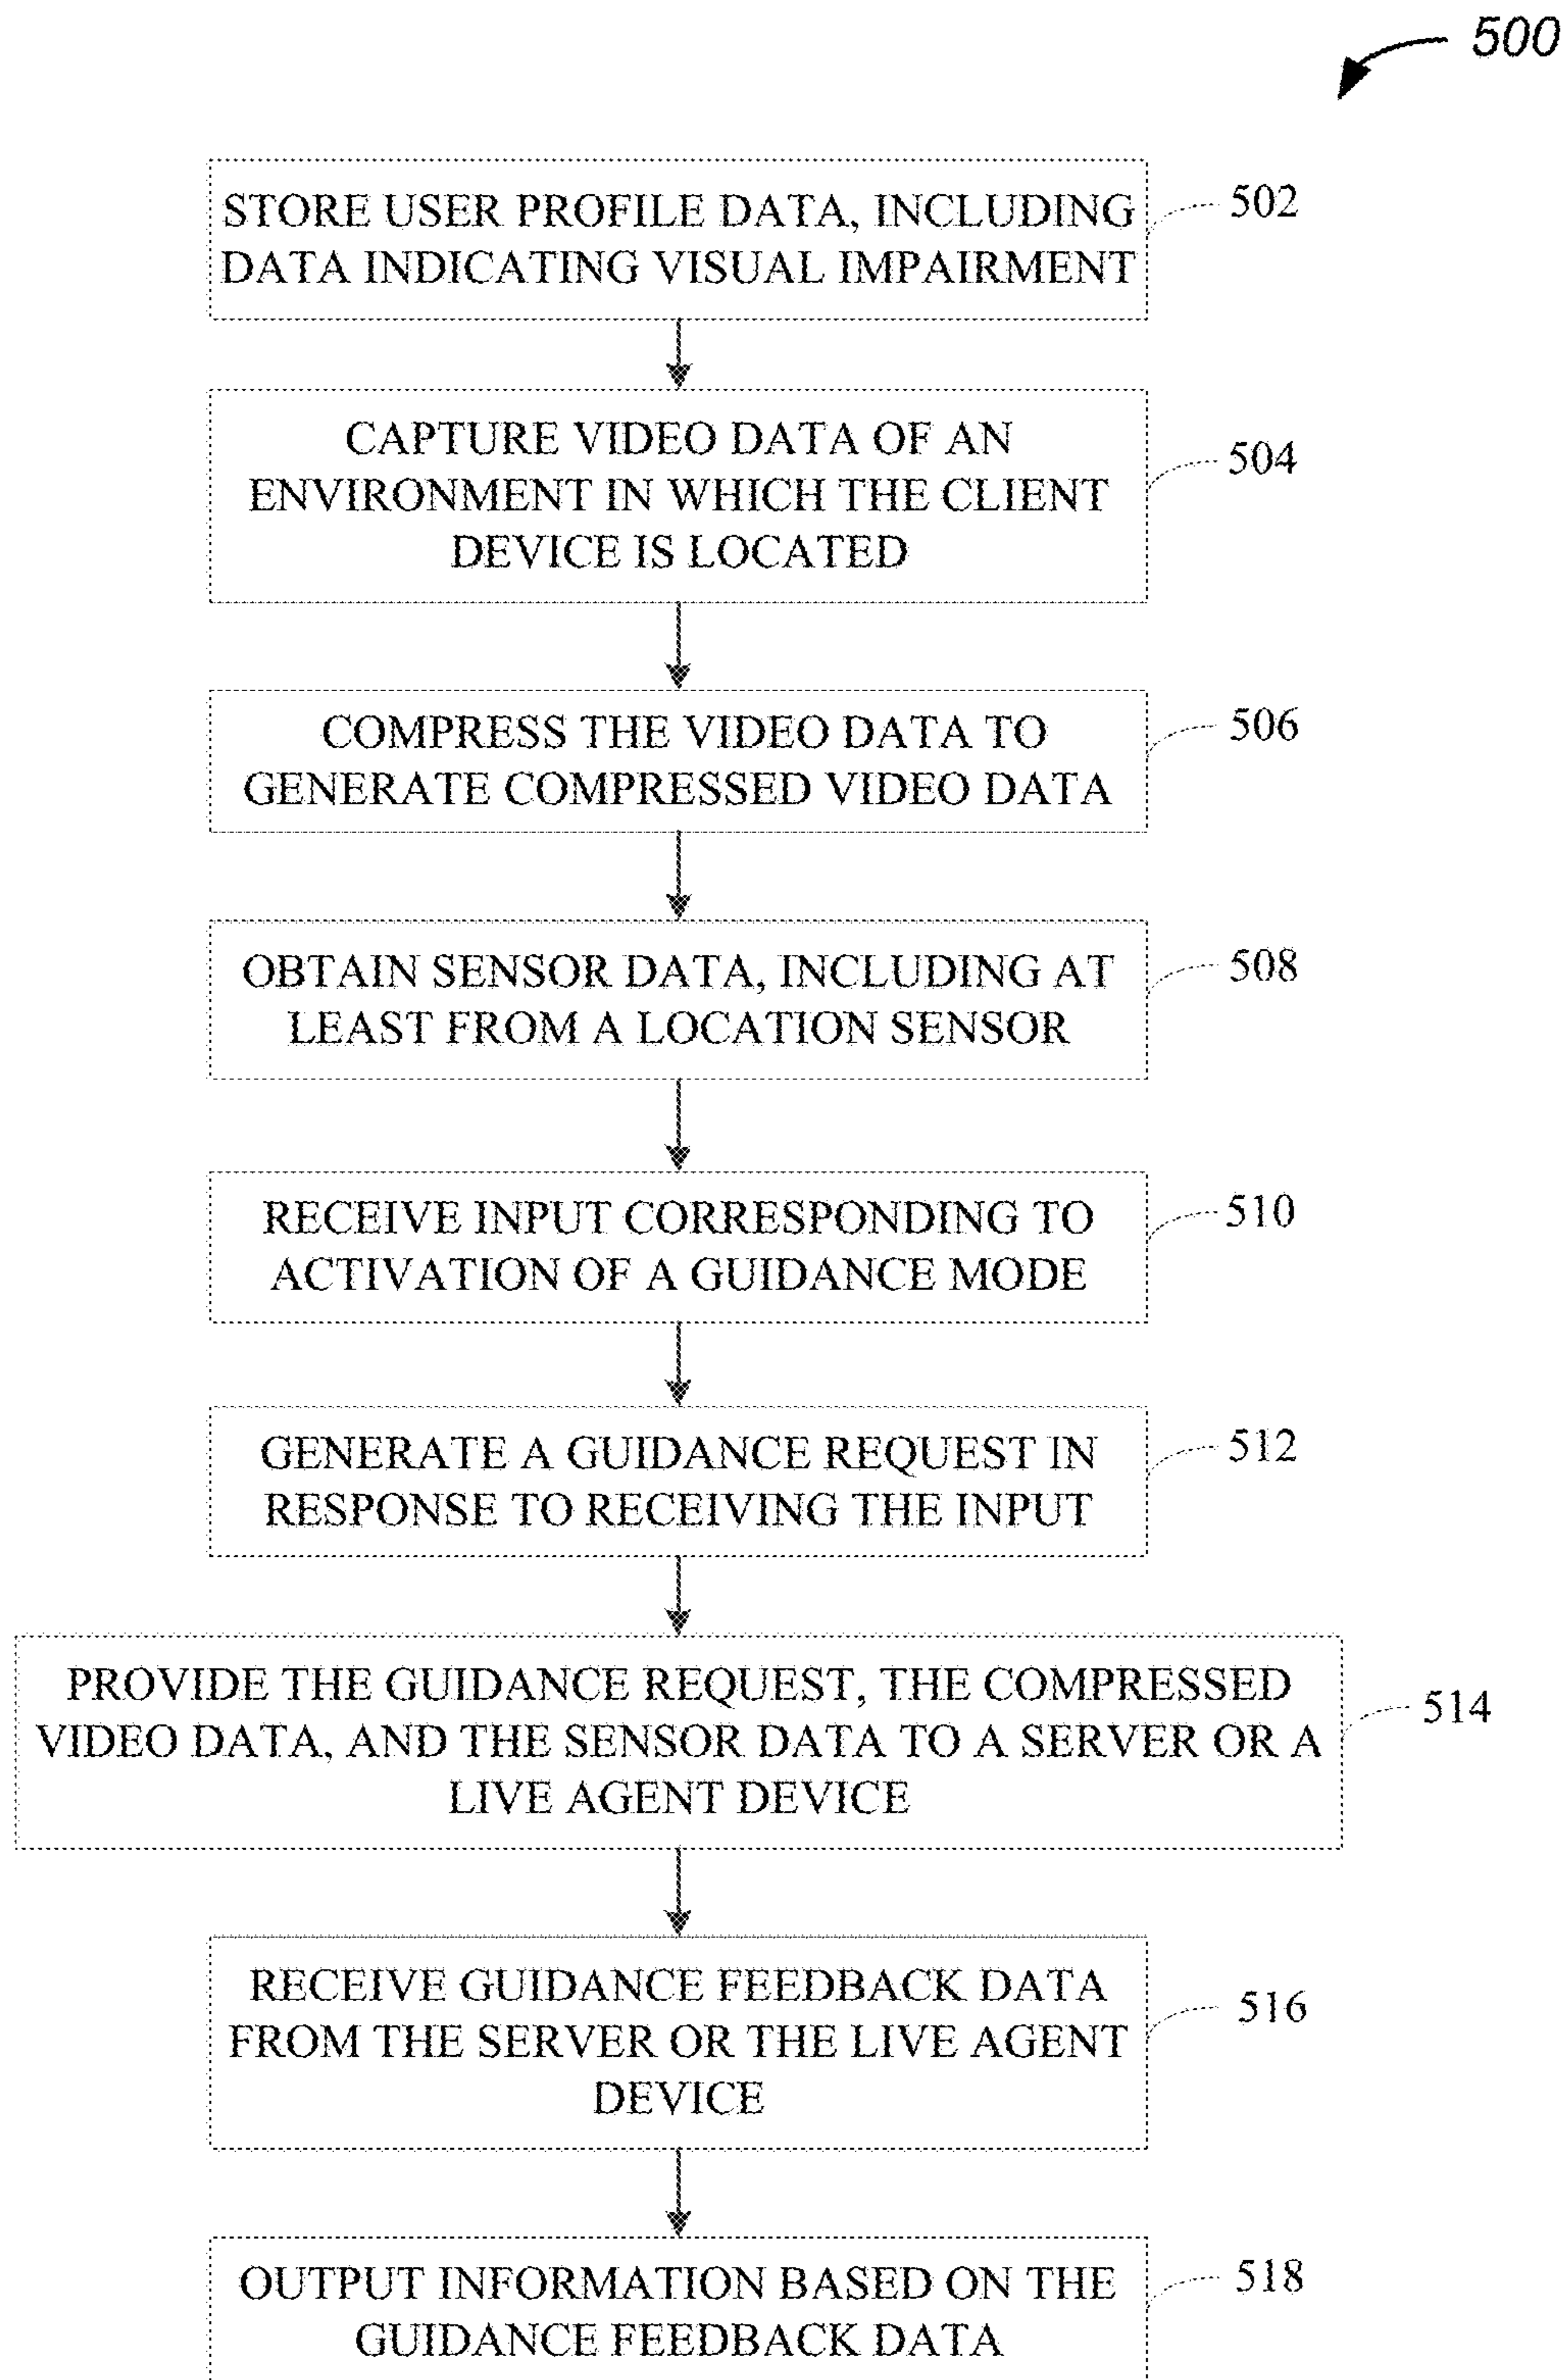 500
STORE USER PROFILE DATA, INCLUDING
DATA INDICATING VISUAL IMPAIRMENT
502
CAPTURE VIDEO DATA OF AN
ENVIRONMENT IN WHICH THE CLIENT
DEVICE IS LOCATED
504
COMPRESS THE VIDEO DATA TO
GENERATE COMPRESSED VIDEO DATA
506
OBTAIN SENSOR DATA, INCLUDING AT
LEAST FROM A LOCATION SENSOR
508
RECEIVE INPUT CORRESPONDING TO
ACTIVATION OF A GUIDANCE MODE
510
GENERATE A GUIDANCE REQUEST IN
RESPONSE TO RECEIVING THE INPUT
512
PROVIDE THE GUIDANCE REQUEST, THE COMPRESSED
VIDEO DATA, AND THE SENSOR DATA TO A SERVER OR A
LIVE AGENT DEVICE
514
RECEIVE GUIDANCE FEEDBACK DATA
FROM THE SERVER OR THE LIVE AGENT
DEVICE
516
OUTPUT INFORMATION BASED ON THE
GUIDANCE FEEDBACK DATA
518